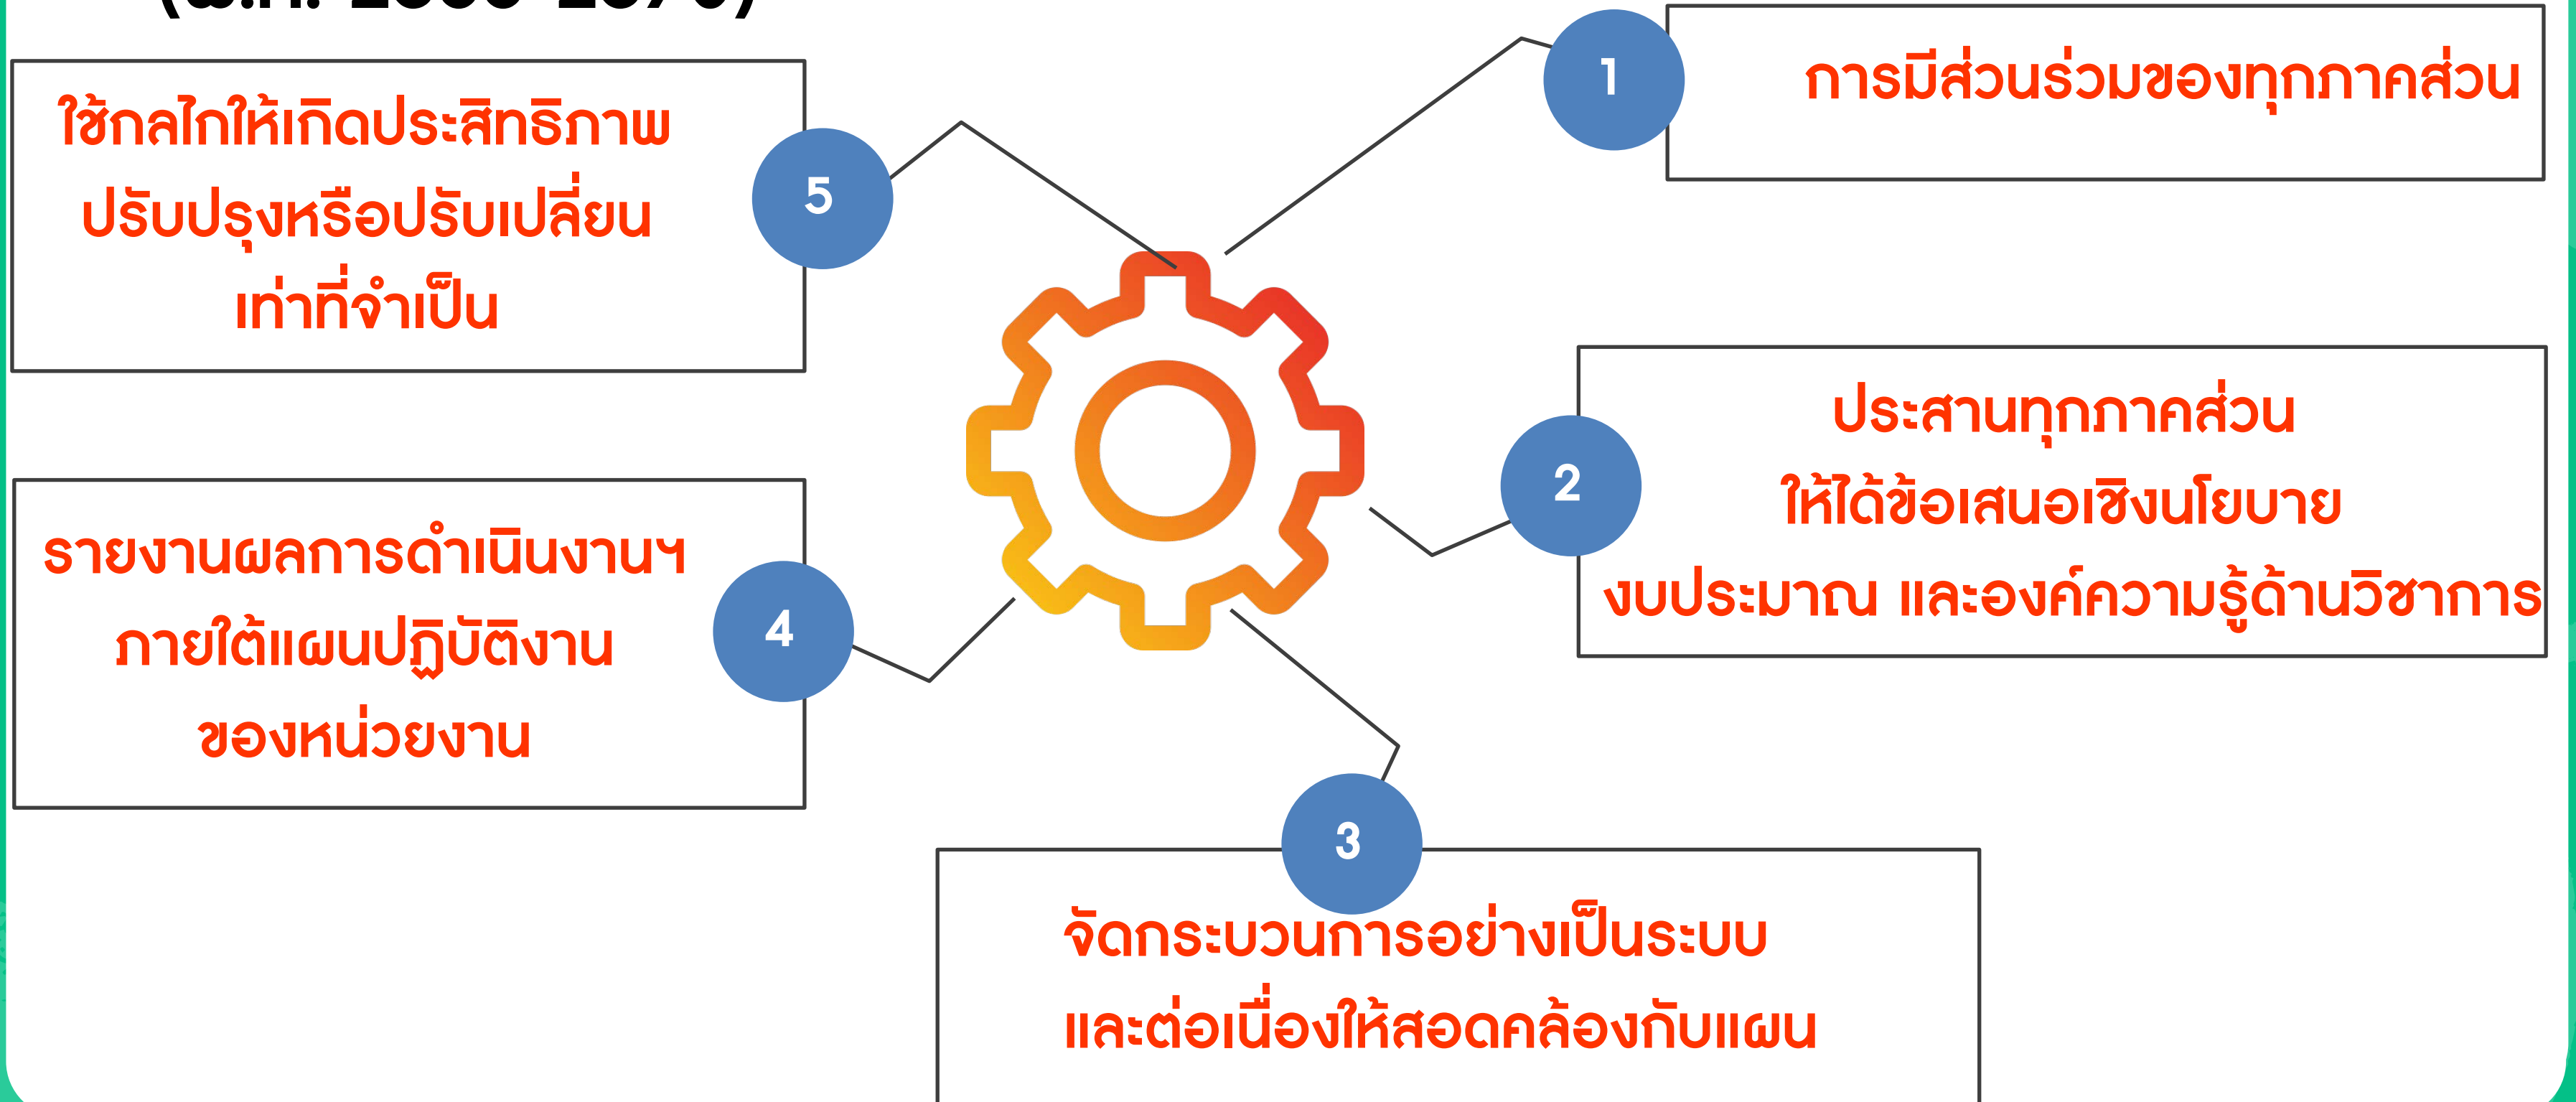 1
การมีส่วนร่วมของทุกภาคส่วน
2
ประสานทุกภาคส่วน
ให้ได้ข้อเสนอเชิงนโยบาย
งบประมาณ และองค์ความรู้ด้านวิชาการ
3
จัดกระบวนการอย่างเป็นระบบ
และต่อเนื่องให้สอดคล้องกับแผน
4
รายงานผลการดำเนินงานฯ
ภายใต้แผนปฏิบัติงาน
ของหน่วยงาน
5
ใช้กลไกให้เกิดประสิทธิภาพ
ปรับปรุงหรือปรับเปลี่ยน
เท่าที่จำเป็น